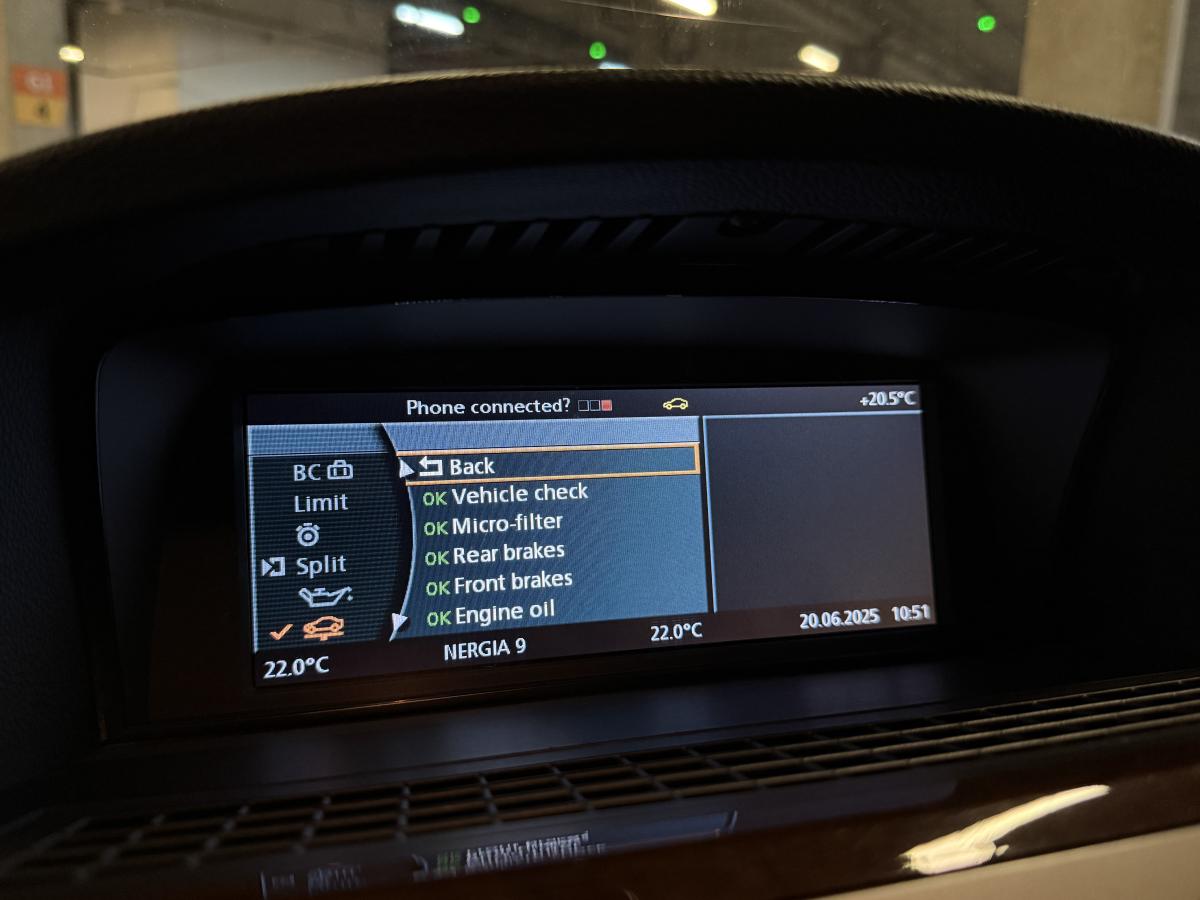 Phone connected?
+20.5°C
BC
Limit
Split
Back
OK Vehicle check
OK Micro-filter
OK Rear brakes
OK Front brakes
OK Engine oil
22.0°C
NERGIA 9
22.0°C
20.06.2025 10:51